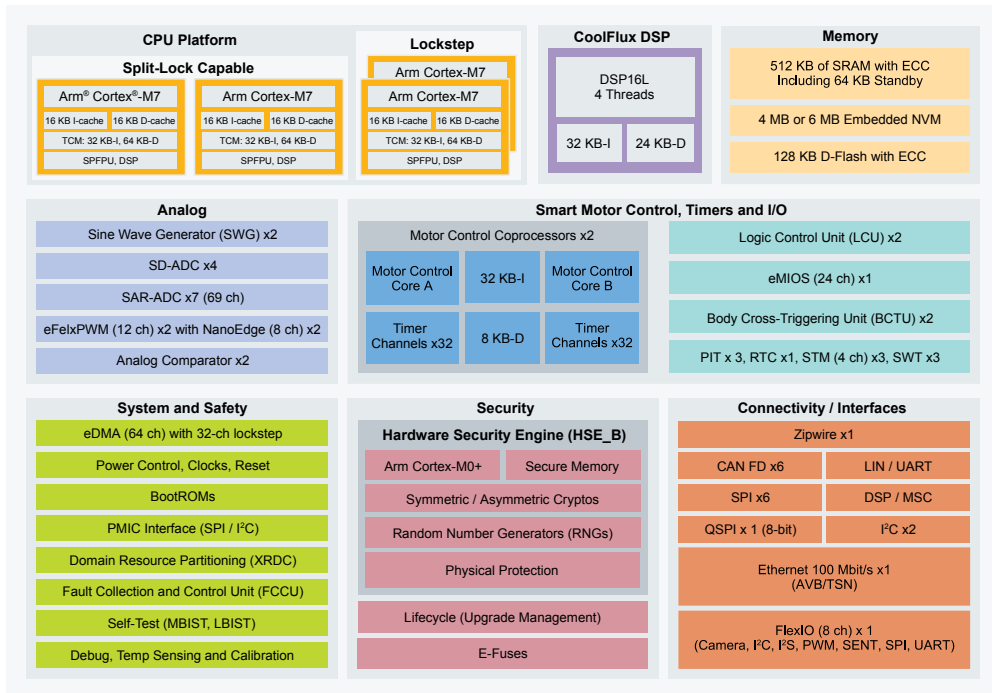 CPU Platform
Split-Lock Capable
Arm® Cortex®-M7
16 KB I-cache
16 KB D-cache
TCM: 32 KB-I, 64 KB-D
SPFPU, DSP
Arm Cortex-M7
16 KB I-cache
16 KB D-cache
TCM: 32 KB-I, 64 KB-D
SPFPU, DSP
Lockstep
Arm Cortex-M7
Arm Cortex-M7
16 KB I-cache
16 KB D-cache
TCM: 32 KB-I, 64 KB-D
SPFPU, DSP
CoolFlux DSP
DSP16L
4 Threads
32 KB-I
24 KB-D
Memory
512 KB of SRAM with ECC
Including 64 KB Standby
4 MB or 6 MB Embedded NVM
128 KB D-Flash with ECC
Analog
Sine Wave Generator (SWG) x2
SD-ADC x4
SAR-ADC x7 (69 ch)
eFelxPWM (12 ch) x2 with NanoEdge (8 ch) x2
Analog Comparator x2
Smart Motor Control, Timers and I/O
Motor Control Coprocessors x2
Motor Control
Core A
32 KB-I
Motor Control
Core B
Timer
Channels x32
8 KB-D
Timer
Channels x32
Logic Control Unit (LCU) x2
eMIOS (24 ch) x1
Body Cross-Triggering Unit (BCTU) x2
PIT x 3, RTC x1, STM (4 ch) x3, SWT x3
System and Safety
eDMA (64 ch) with 32-ch lockstep
Power Control, Clocks, Reset
BootROMs
PMIC Interface (SPI / I²C)
Domain Resource Partitioning (XRDC)
Fault Collection and Control Unit (FCCU)
Self-Test (MBIST, LBIST)
Debug, Temp Sensing and Calibration
Security
Hardware Security Engine (HSE_B)
Arm Cortex-M0+
Secure Memory
Symmetric / Asymmetric Cryptos
Random Number Generators (RNGs)
Physical Protection
Lifecycle (Upgrade Management)
E-Fuses
Connectivity / Interfaces
Zipwire x1
CAN FD x6
LIN / UART
SPI x6
DSP / MSC
QSPI x 1 (8-bit)
I²C x2
Ethernet 100 Mbit/s x1
(AVB/TSN)
FlexIO (8 ch) x 1
(Camera, I²C, I²S, PWM, SENT, SPI, UART)